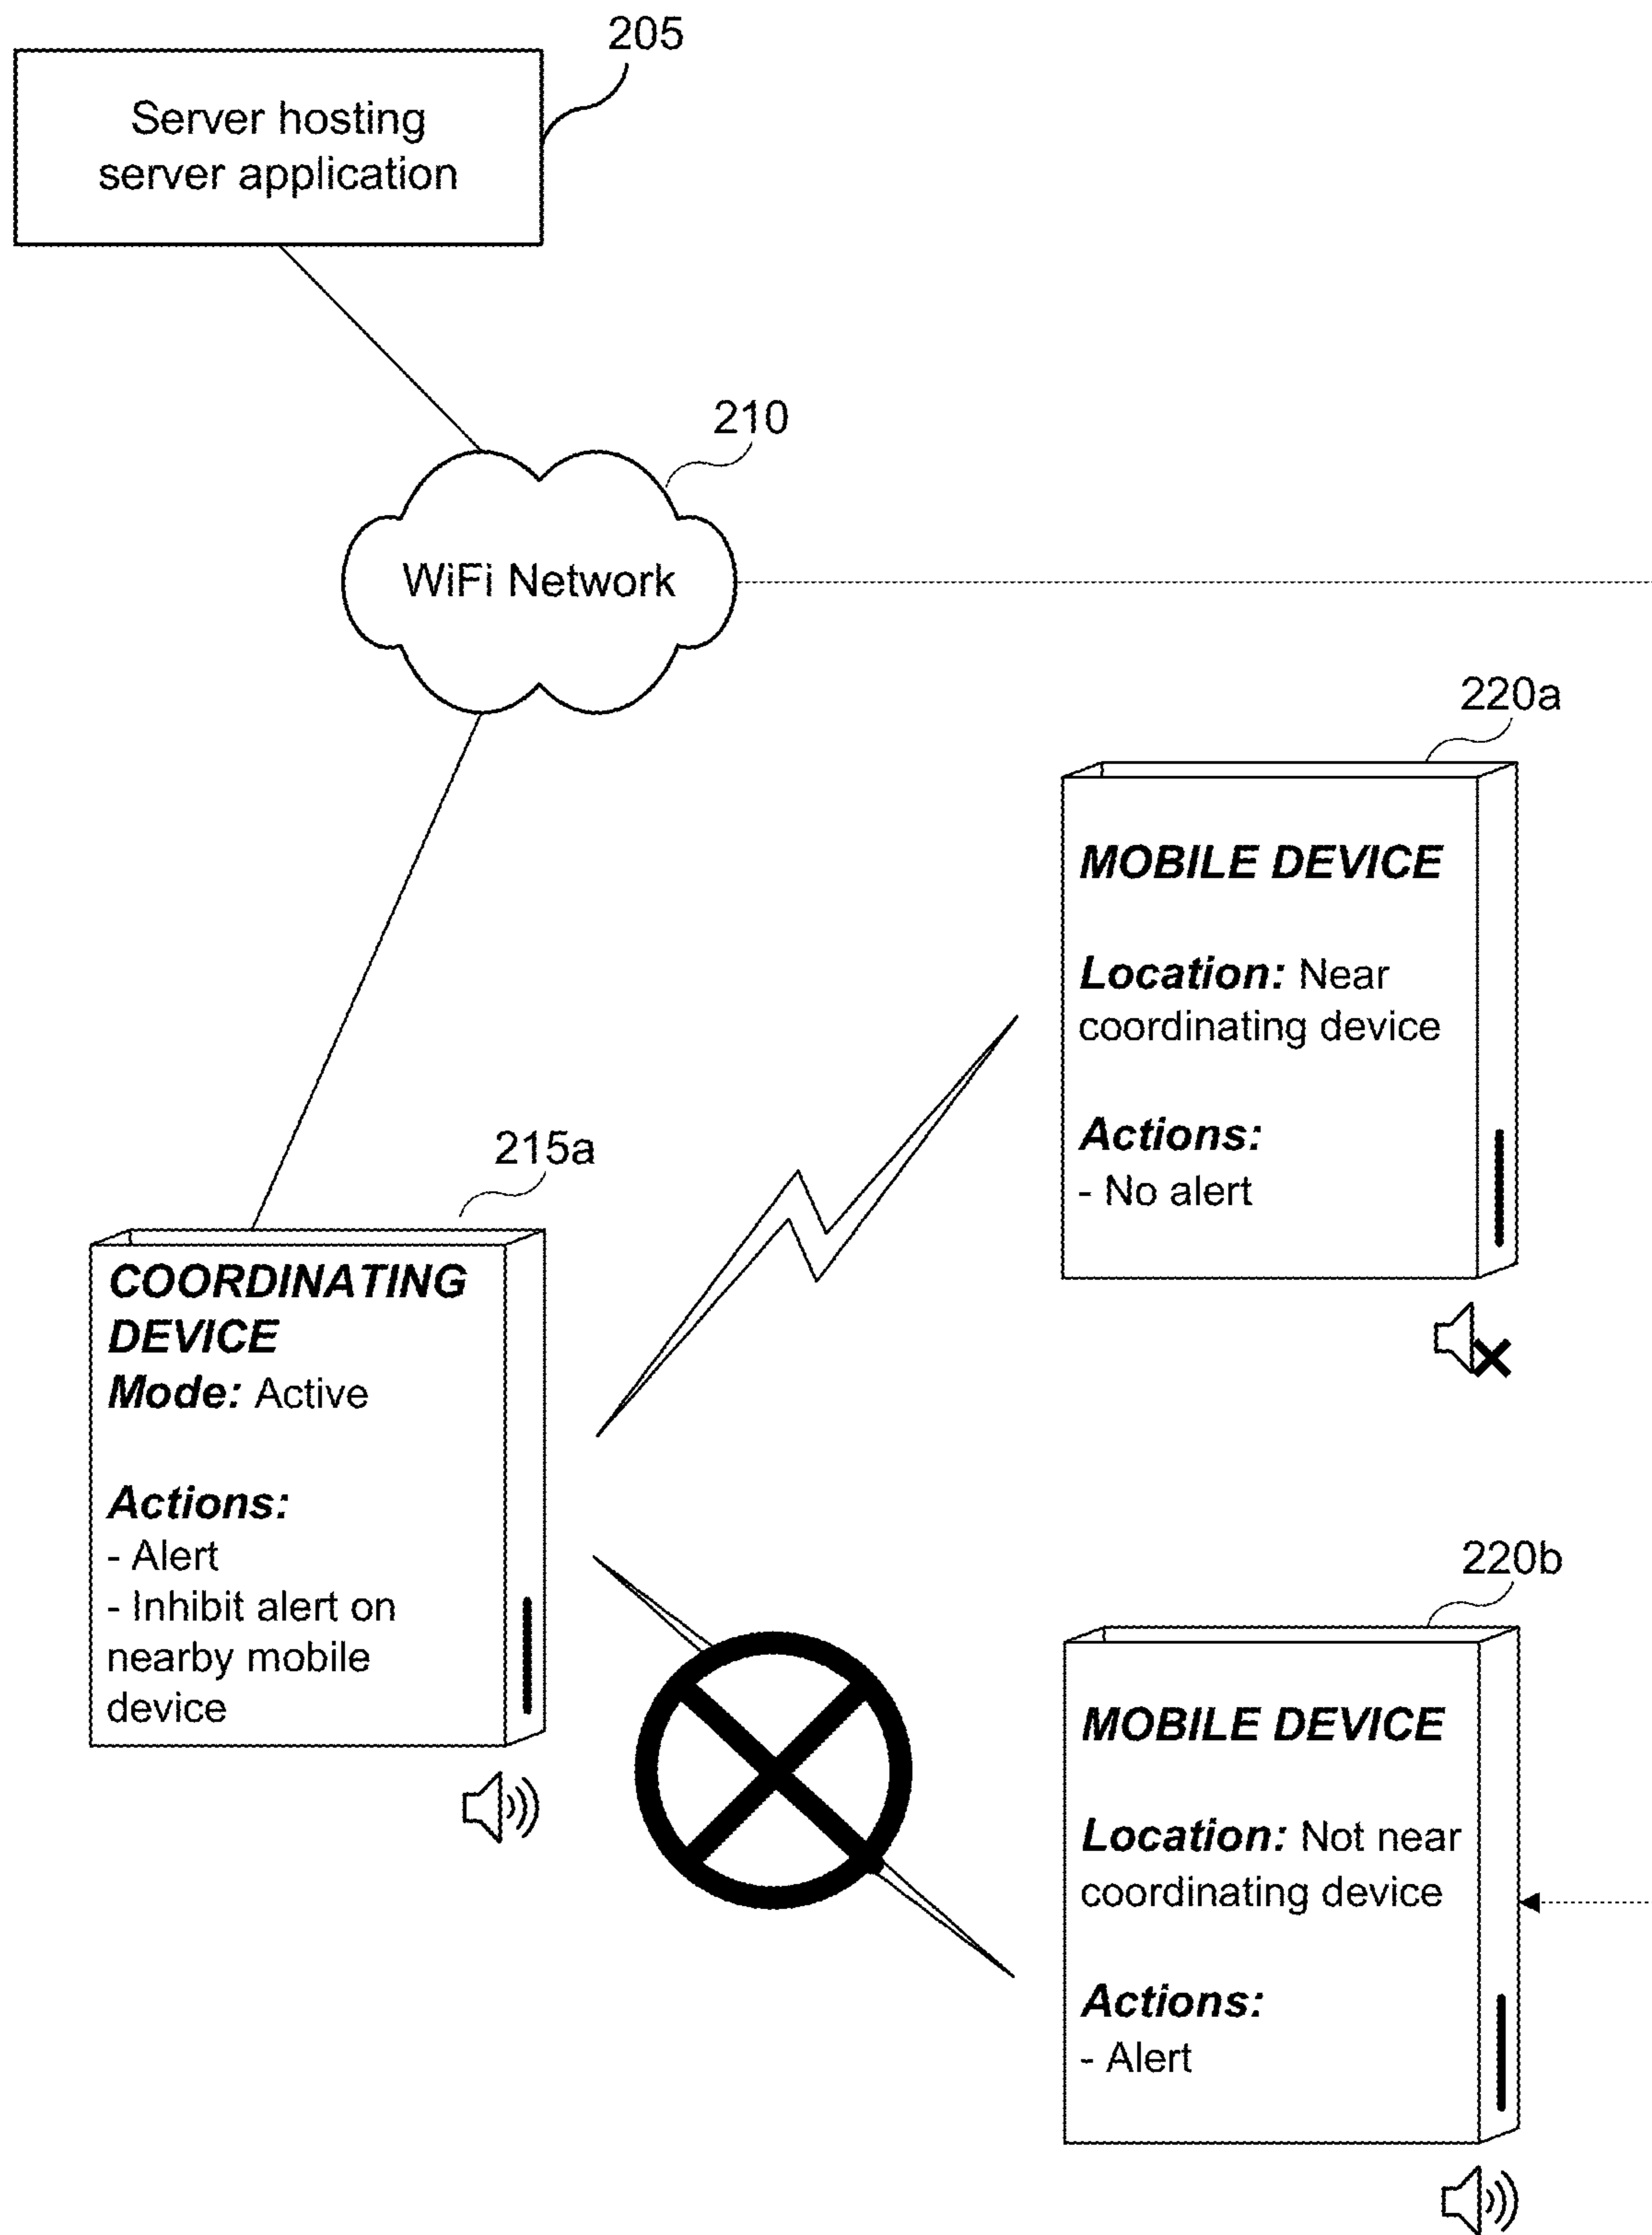 205
Server hosting
server application
210
WiFi Network
220a
MOBILE DEVICE
Location: Near
coordinating device
Actions:
- No alert
215a
COORDINATING
DEVICE
Mode: Active
Actions:
- Alert
- Inhibit alert on
nearby mobile
device
220b
MOBILE DEVICE
Location: Not near
coordinating device
Actions:
- Alert